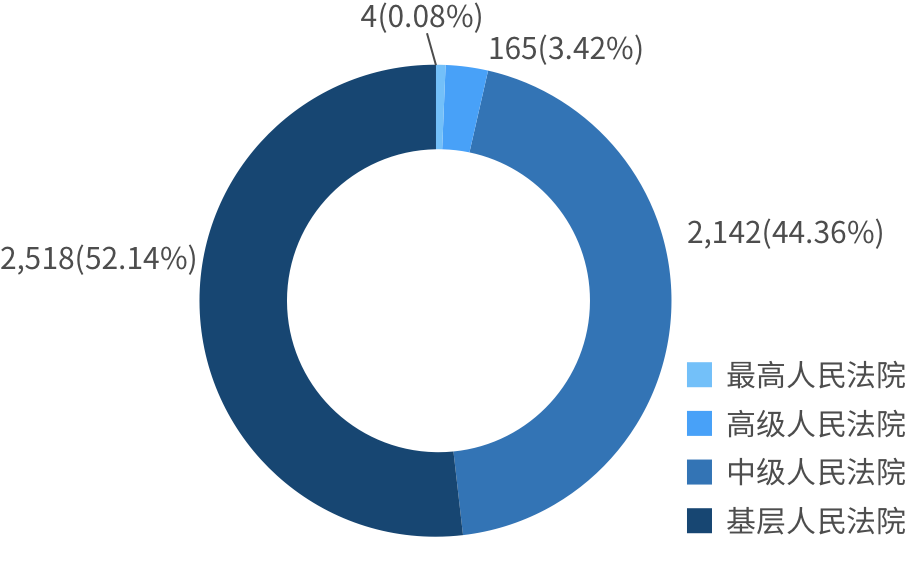 4(0.08%)
165(3.42%)
2,142(44.36%)
2,518(52.14%)
最高人民法院
高级人民法院
中级人民法院
基层人民法院